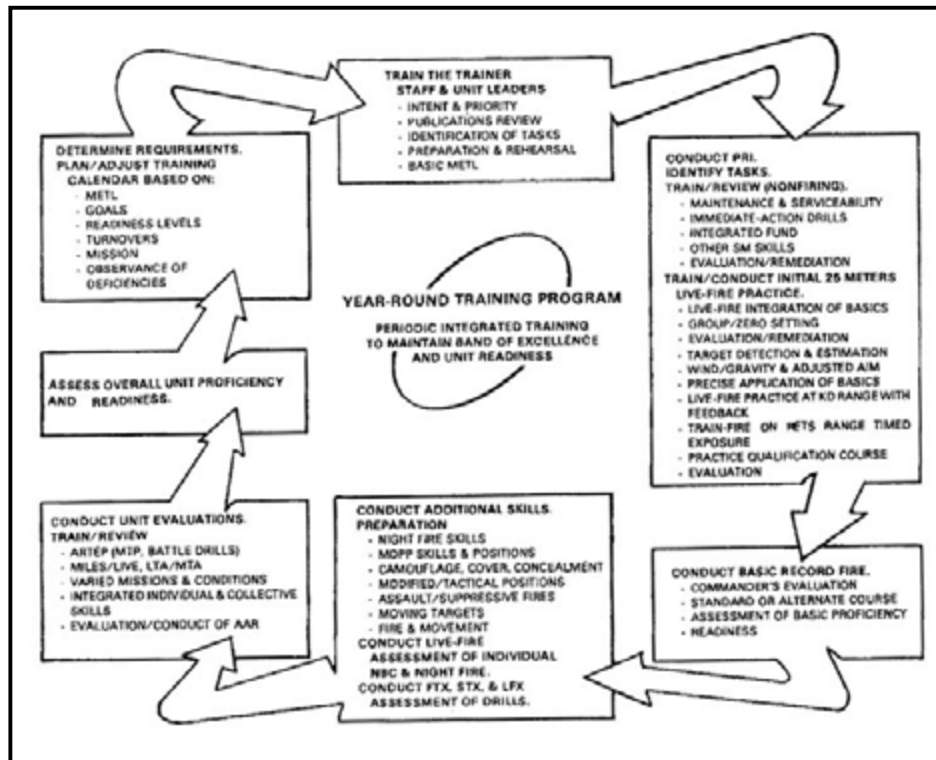 TRAIN THE TRAINER
STAFF & UNIT LEADERS
- INTENT & PRIORITY
- PUBLICATIONS REVIEW
- IDENTIFICATION OF TASKS
- PREPARATION & REHEARSAL
- BASIC METL
CONDUCT PRI.
IDENTIFY TASKS.
TRAIN/REVIEW (NONFIRING).
- MAINTENANCE & SERVICEABILITY
- IMMEDIATE-ACTION DRILLS
- INTEGRATED FUND
- OTHER SM SKILLS
- EVALUATION/REMEDIATION
TRAIN/CONDUCT INITIAL 25 METERS
LIVE-FIRE PRACTICE.
- LIVE-FIRE INTEGRATION OF BASICS
- GROUP/ZERO SETTING
- EVALUATION/REMEDIATION
- TARGET DETECTION & ESTIMATION
- WIND/GRAVITY & ADJUSTED AIM
- PRECISE APPLICATION OF BASICS
- LIVE-FIRE PRACTICE AT KD RANGE WITH
FEEDBACK
- TRAIN-FIRE ON RETS RANGE TIMED
EXPOSURE
- PRACTICE QUALIFICATION COURSE
- EVALUATION
CONDUCT BASIC RECORD FIRE.
- COMMANDER'S EVALUATION
- STANDARD OR ALTERNATE COURSE
- ASSESSMENT OF BASIC PROFICIENCY
- READINESS
CONDUCT ADDITIONAL SKILLS.
PREPARATION
- NIGHT FIRE SKILLS
- MOPP SKILLS & POSITIONS
- CAMOUFLAGE, COVER, CONCEALMENT
- MODIFIED/TACTICAL POSITIONS
- ASSAULT/SUPPRESSIVE FIRES
- MOVING TARGETS
- FIRE & MOVEMENT
CONDUCT LIVE-FIRE
ASSESSMENT OF INDIVIDUAL
NBC & NIGHT FIRE.
CONDUCT FTX, STX, & LFX
ASSESSMENT OF DRILLS.
CONDUCT UNIT EVALUATIONS.
TRAIN/REVIEW
- ARTEP (MTP, BATTLE DRILLS)
- MILES/LIVE, LTA/MTA
- VARIED MISSIONS & CONDITIONS
- INTEGRATED INDIVIDUAL & COLLECTIVE
SKILLS
- EVALUATION/CONDUCT OF AAR
ASSESS OVERALL UNIT PROFICIENCY
AND READINESS.
DETERMINE REQUIREMENTS.
PLAN/ADJUST TRAINING
CALENDAR BASED ON:
- METL
- GOALS
- READINESS LEVELS
- TURNOVERS
- MISSION
- OBSERVANCE OF
DEFICIENCIES
YEAR-ROUND TRAINING PROGRAM
PERIODIC INTEGRATED TRAINING
TO MAINTAIN BAND OF EXCELLENCE
AND UNIT READINESS